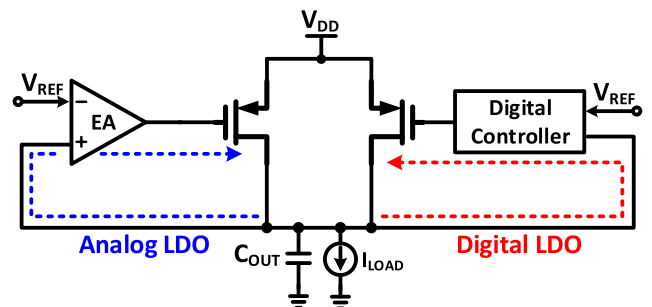 VDD
VREF
−
EA
+
Digital
Controller
VREF
Analog LDO
COUT
ILOAD
Digital LDO